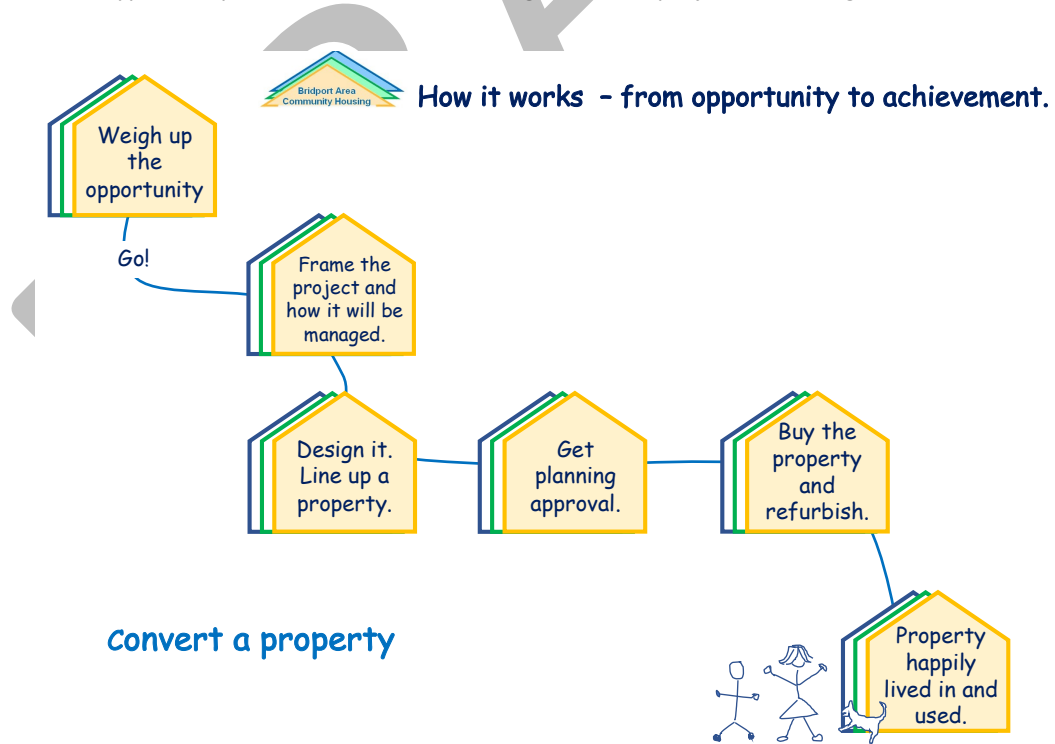 Bridport Area
Community Housing
How it works – from opportunity to achievement.
Weigh up
the
opportunity
Go!
Frame the
project and
how it will be
managed.
Design it.
Line up a
property.
Get
planning
approval.
Buy the
property
and
refurbish.
Convert a property
Property
happily
lived in and
used.